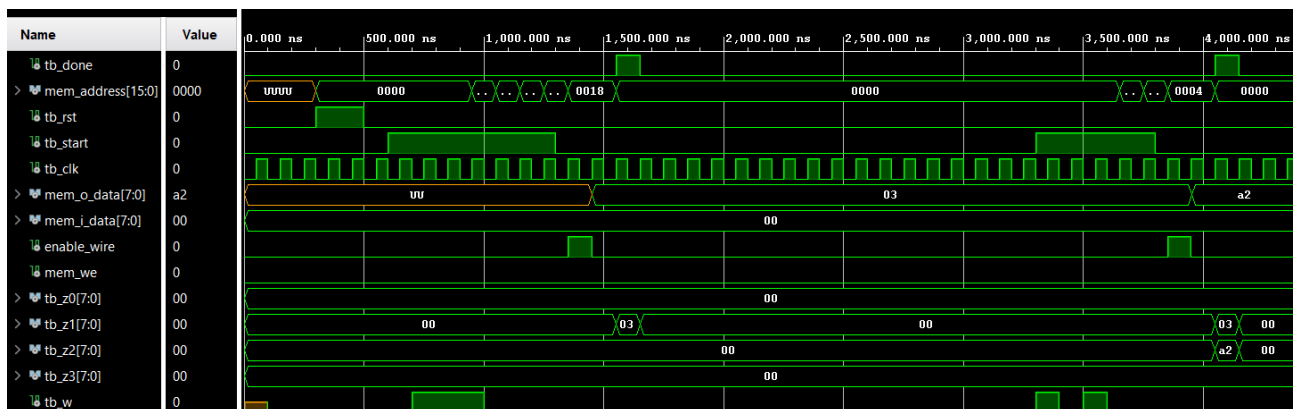 Name Value 0.000 ns 500.000 ns 1,000.000 ns 1,500.000 ns 2,000.000 ns 2,500.000 ns 3,000.000 ns 3,500.000 ns 4,000.000 ns
tb_done 0
mem_address[15:0] 0000 UUUU 0000 .. .. .. .. 0018 0000 .. .. 0004 0000
tb_rst 0
tb_start 0
tb_clk 0
mem_o_data[7:0] a2 UU 03 a2
mem_i_data[7:0] 00 00
enable_wire 0
mem_we 0
tb_z0[7:0] 00 00
tb_z1[7:0] 00 00 03 00 03 00
tb_z2[7:0] 00 00 a2 00
tb_z3[7:0] 00 00
tb_w 0